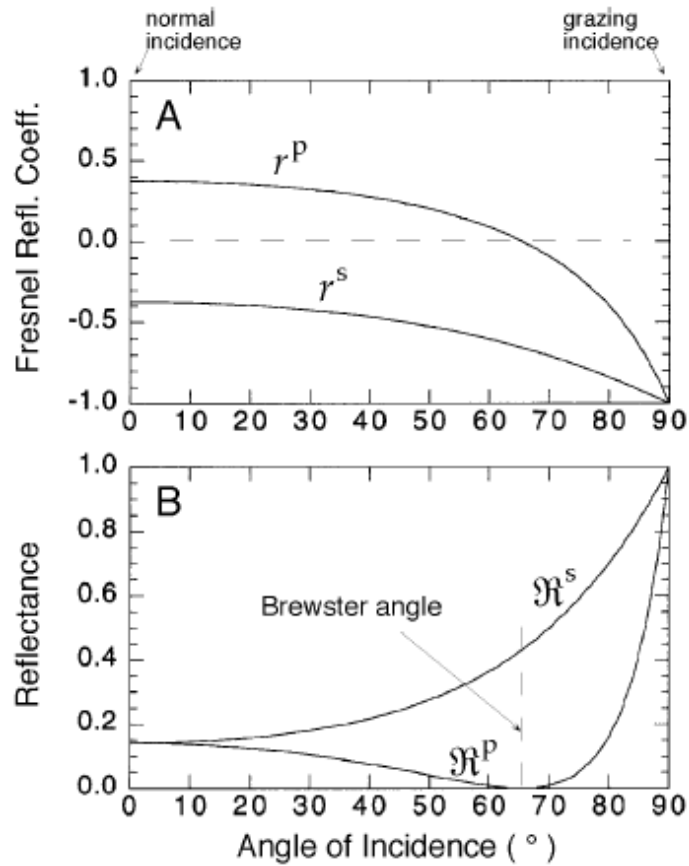 normal incidence
grazing incidence
A
Fresnel Refl. Coeff.
1.0
0.5
0.0
-0.5
-1.0
r^p
r^s
0 10 20 30 40 50 60 70 80 90
B
Reflectance
1.0
0.8
0.6
0.4
0.2
0.0
ℜ^s
Brewster angle
ℜ^p
0 10 20 30 40 50 60 70 80 90
Angle of Incidence ( ° )